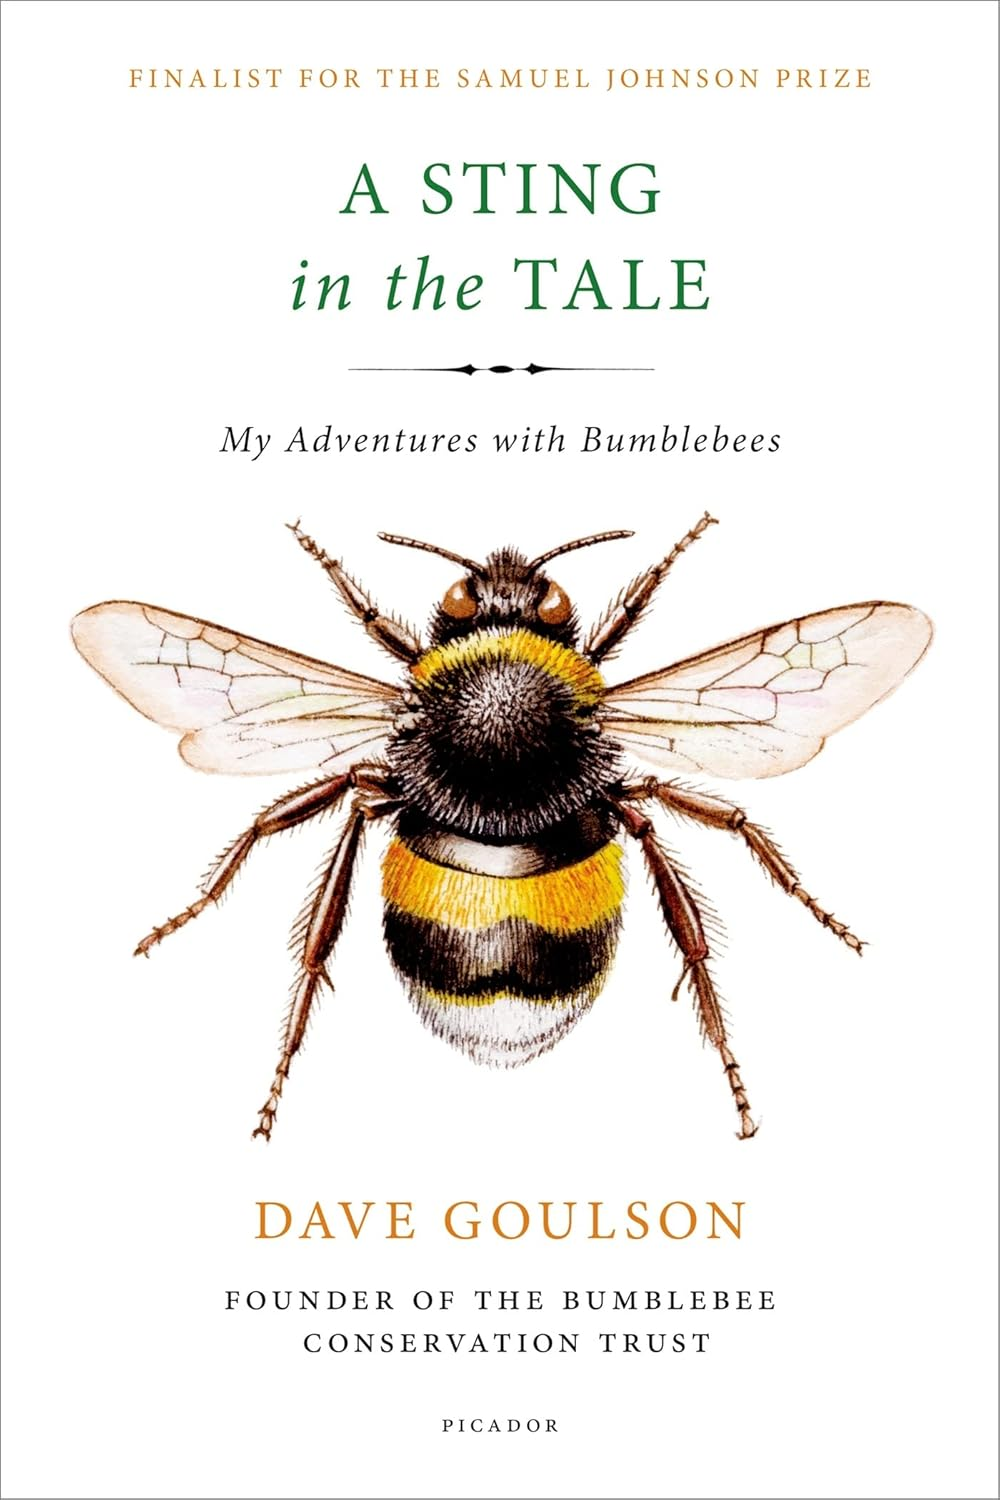 FINALIST FOR THE SAMUEL JOHNSON PRIZE
A STING
in the TALE
My Adventures with Bumblebees
DAVE GOULSON
FOUNDER OF THE BUMBLEBEE
CONSERVATION TRUST
PICADOR